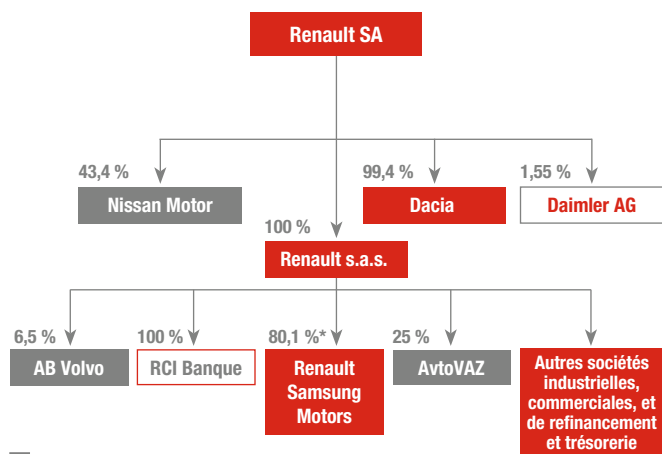 Renault SA
43,4 %
99,4 %
1,55 %
Nissan Motor
Dacia
Daimler AG
100 %
Renault s.a.s.
6,5 %
100 %
80,1 %*
25 %
AB Volvo
RCI Banque
Renault
Samsung
Motors
AvtoVAZ
Autres sociétés
industrielles,
commerciales, et
de refinancement
et trésorerie